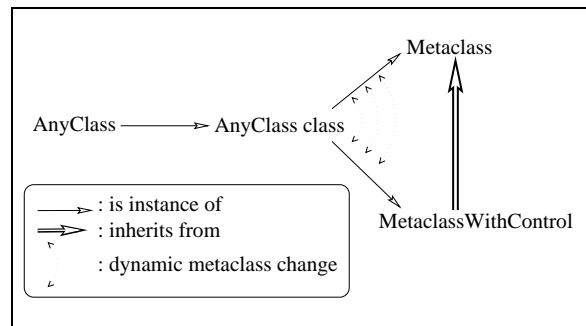 Metaclass
AnyClass
AnyClass class
MetaclassWithControl
: is instance of
: inherits from
: dynamic metaclass change